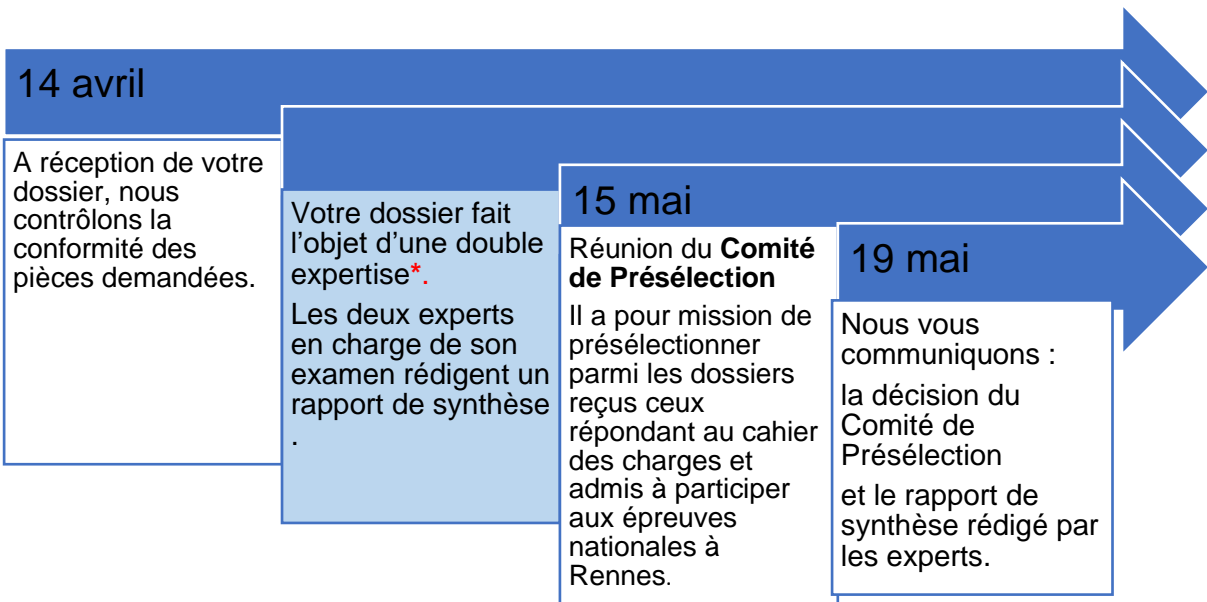 14 avril
A réception de votre
dossier, nous
contrôlons la
conformité des
pièces demandées.
Votre dossier fait
l’objet d’une double
expertise*.
Les deux experts
en charge de son
examen rédigent un
rapport de synthèse
.
15 mai
Réunion du Comité
de Présélection
Il a pour mission de
présélectionner
parmi les dossiers
reçus ceux
répondant au cahier
des charges et
admis à participer
aux épreuves
nationales à
Rennes.
19 mai
Nous vous
communiquons :
la décision du
Comité de
Présélection
et le rapport de
synthèse rédigé par
les experts.